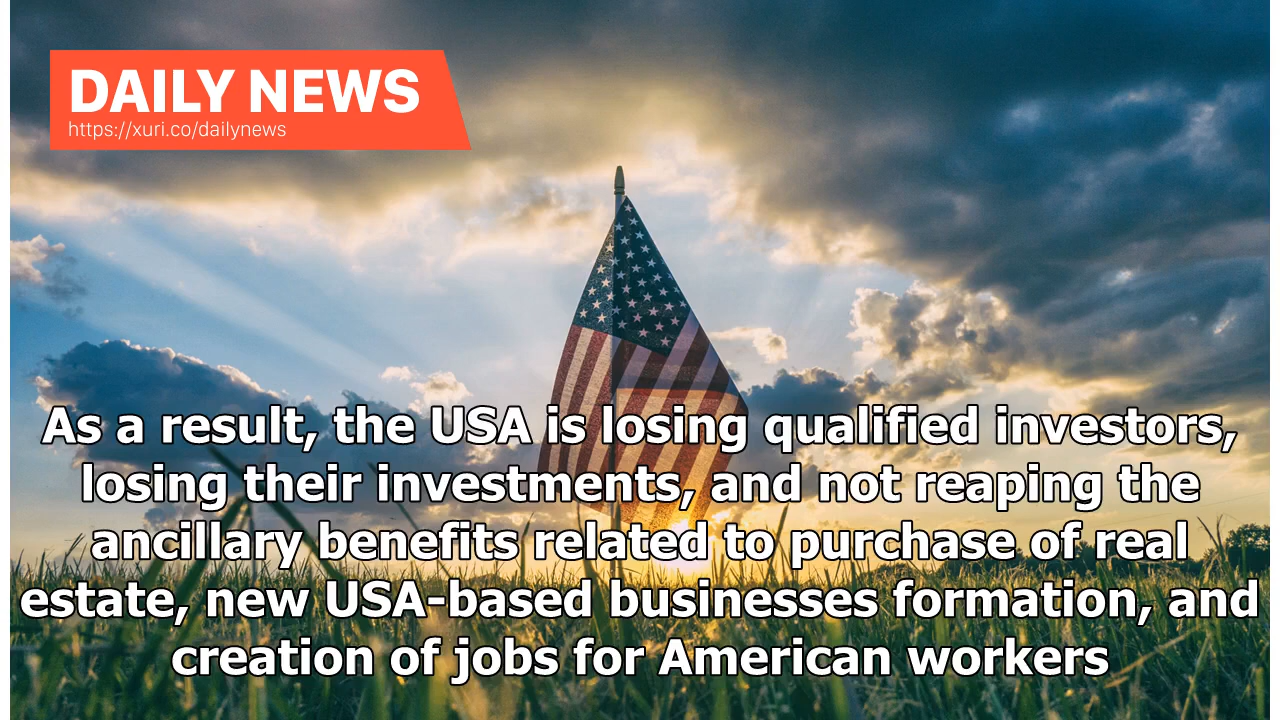 DAILY NEWS
https://xuri.co/dailynews
As a result, the USA is losing qualified investors,
losing their investments, and not reaping the
ancillary benefits related to purchase of real
estate, new USA-based businesses formation, and
creation of jobs for American workers